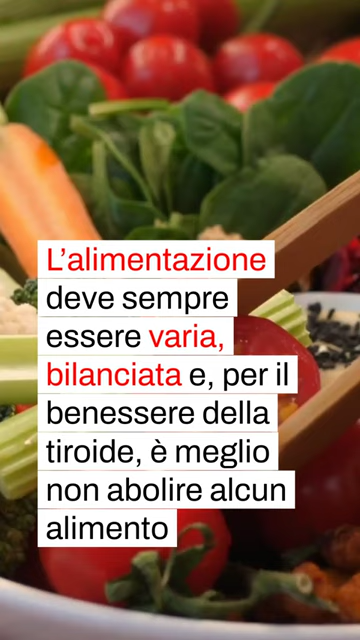 L’alimentazione
deve sempre
essere varia,
bilanciata e, per il
benessere della
tiroide, è meglio
non abolire alcun
alimento